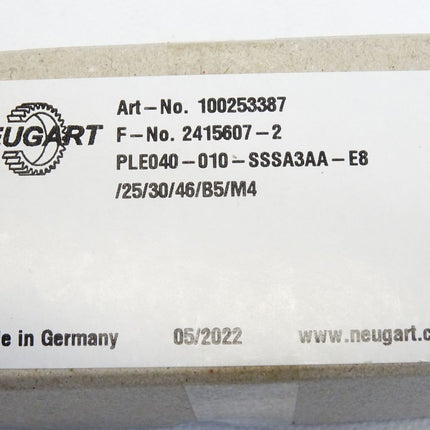 NEUGART
Art-No. 100253387
F-No. 2415607-2
PLE040-010-SSSA3AA-E8
/25/30/46/B5/M4
in Germany
05/2022
www.neugart.c